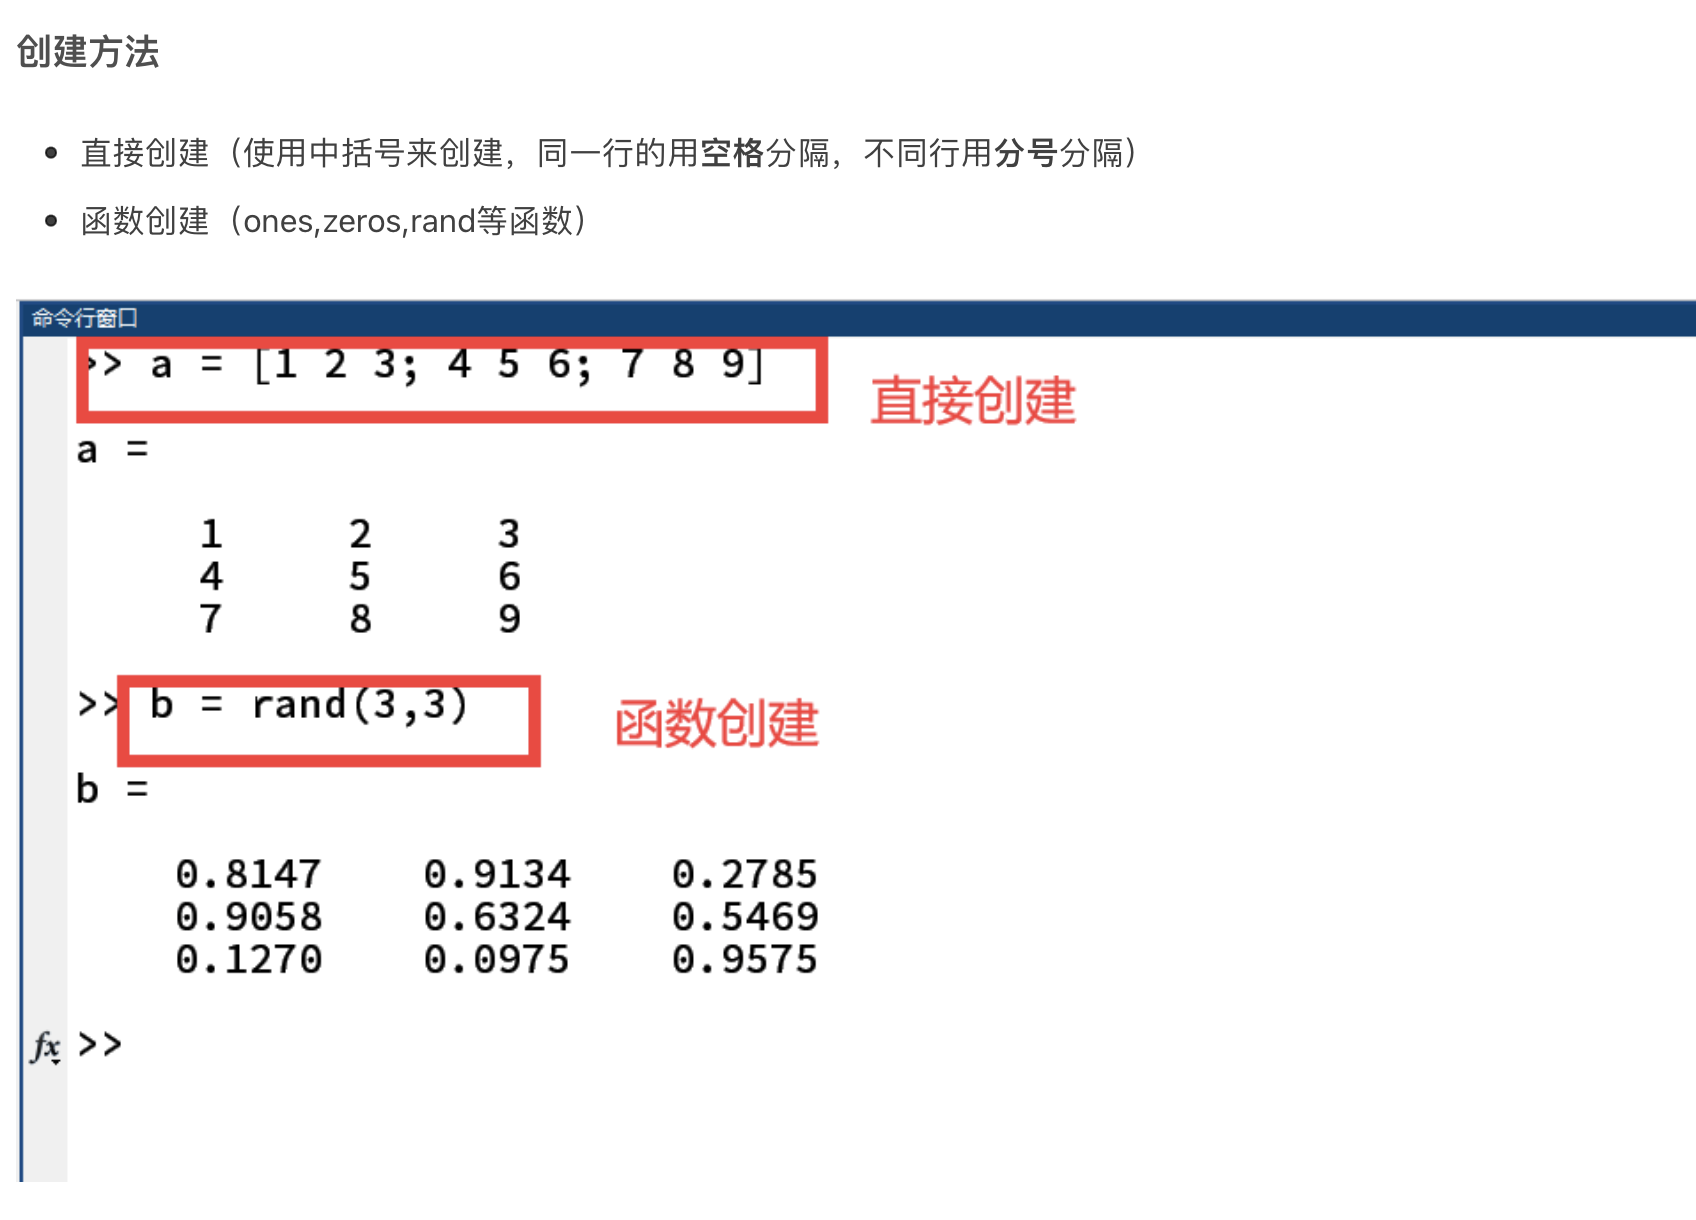 创建方法
直接创建（使用中括号来创建，同一行的用空格分隔，不同行用分号分隔）
函数创建（ones,zeros,rand等函数）
命令行窗口
>> a = [1 2 3; 4 5 6; 7 8 9]
直接创建
a =
1 2 3
4 5 6
7 8 9
>> b = rand(3,3)
函数创建
b =
0.8147 0.9134 0.2785
0.9058 0.6324 0.5469
0.1270 0.0975 0.9575
fx >>